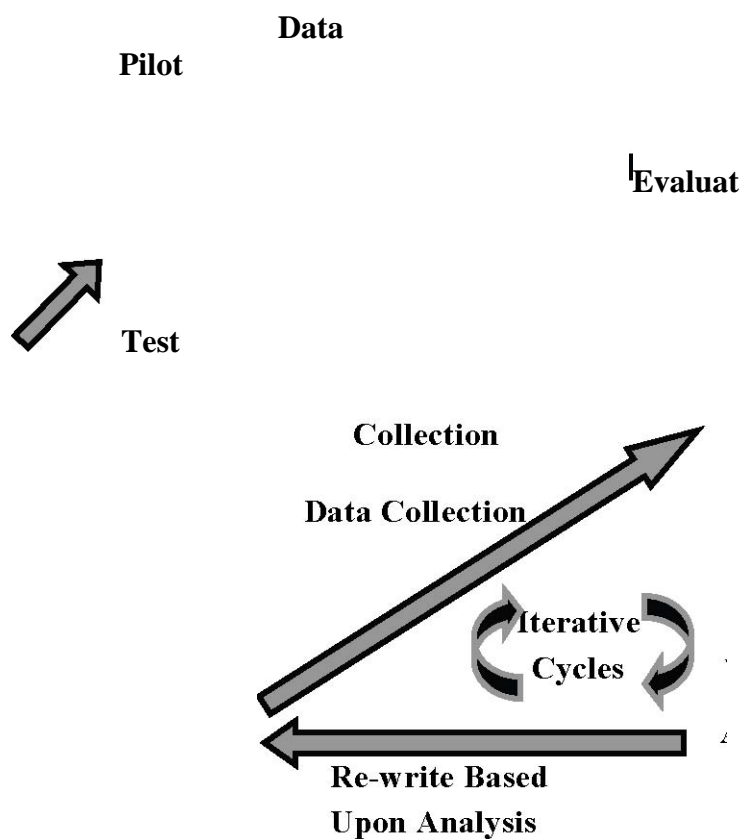 Data
Pilot
Evaluat
Test
Collection
Data Collection
Iterative
Cycles
Re-write Based
Upon Analysis